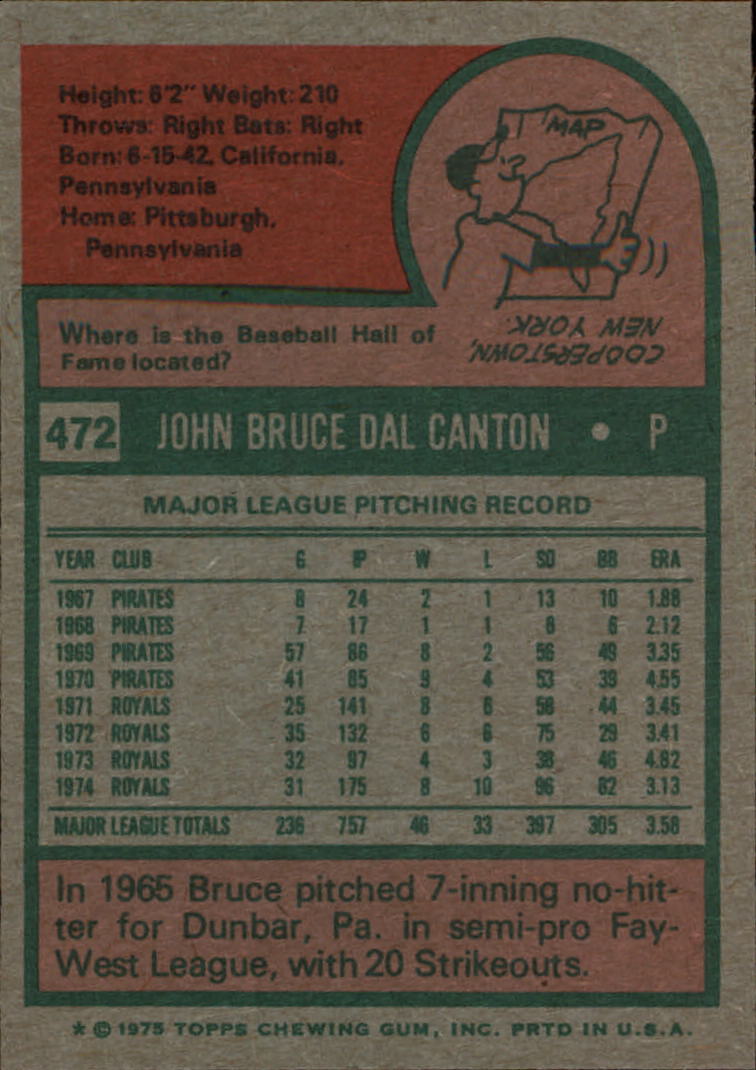 Height: 6'2" Weight: 210
Throws: Right Bats: Right
Born: 6-15-42, California,
Pennsylvania
Home: Pittsburgh,
Pennsylvania
MAP
Where is the Baseball Hall of
Fame located?
COOPERSTOWN,
NEW YORK.
472 JOHN BRUCE DAL CANTON • P
MAJOR LEAGUE PITCHING RECORD
YEAR CLUB G IP W L SO BB ERA
1967 PIRATES 8 24 2 1 13 10 1.88
1968 PIRATES 7 17 1 1 8 6 2.12
1969 PIRATES 57 86 8 2 56 49 3.35
1970 PIRATES 41 85 9 4 53 39 4.55
1971 ROYALS 25 141 8 6 58 44 3.45
1972 ROYALS 35 132 6 6 75 29 3.41
1973 ROYALS 32 97 4 3 38 46 4.82
1974 ROYALS 31 175 8 10 96 82 3.13
MAJOR LEAGUE TOTALS 236 757 46 33 397 305 3.58
In 1965 Bruce pitched 7-inning no-hit-
ter for Dunbar, Pa. in semi-pro Fay-
West League, with 20 Strikeouts.
* © 1975 TOPPS CHEWING GUM, INC. PRTD IN U.S.A.